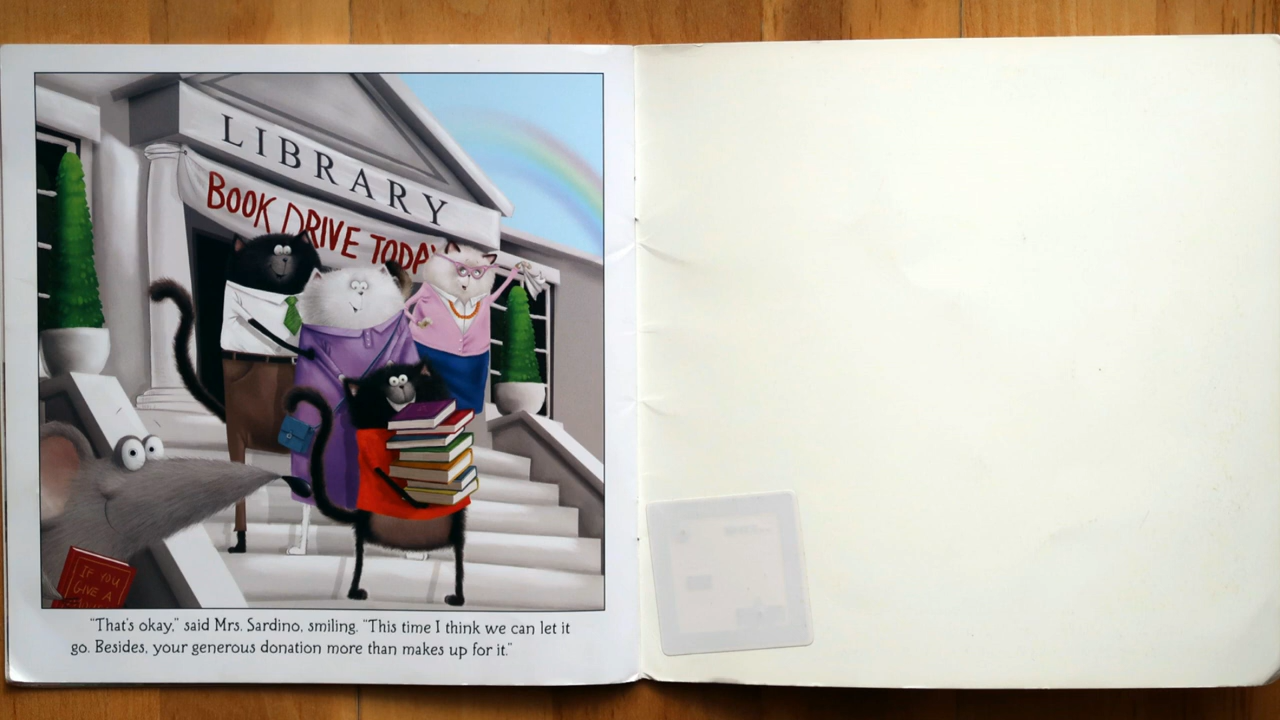 LIBRARY
BOOK DRIVE TODAY
IF YOU
GIVE A
"That's okay," said Mrs. Sardino, smiling. "This time I think we can let it
go. Besides, your generous donation more than makes up for it."